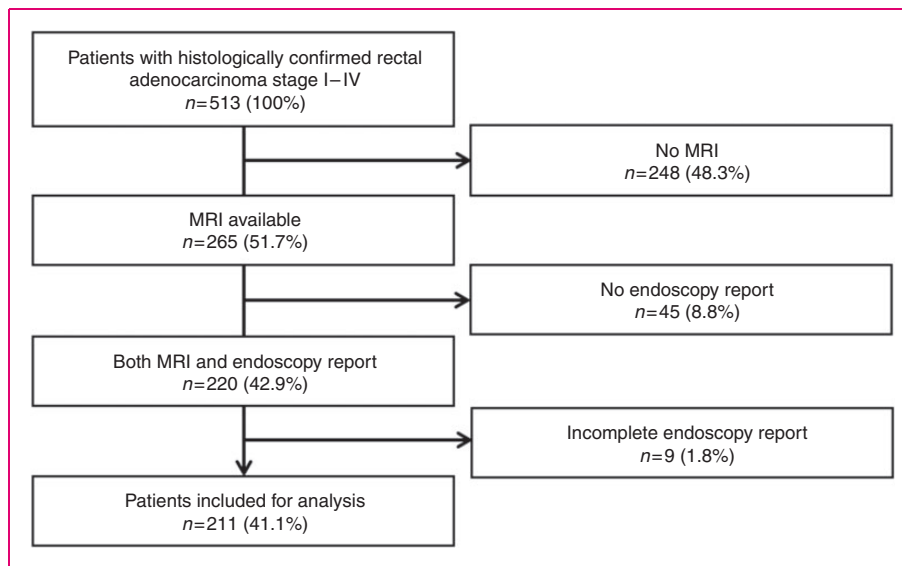 Patients with histologically confirmed rectal
adenocarcinoma stage I–IV
n=513 (100%)
No MRI
n=248 (48.3%)
MRI available
n=265 (51.7%)
No endoscopy report
n=45 (8.8%)
Both MRI and endoscopy report
n=220 (42.9%)
Incomplete endoscopy report
n=9 (1.8%)
Patients included for analysis
n=211 (41.1%)